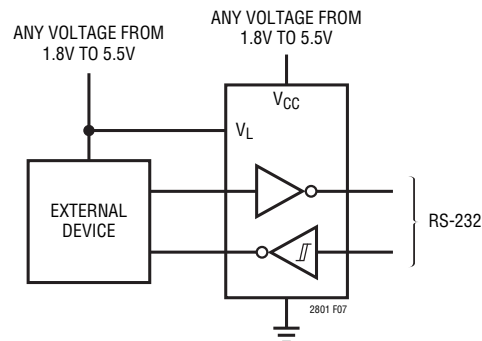 ANY VOLTAGE FROM
1.8V TO 5.5V
ANY VOLTAGE FROM
1.8V TO 5.5V
VCC
VL
EXTERNAL
DEVICE
RS-232
2801 F07